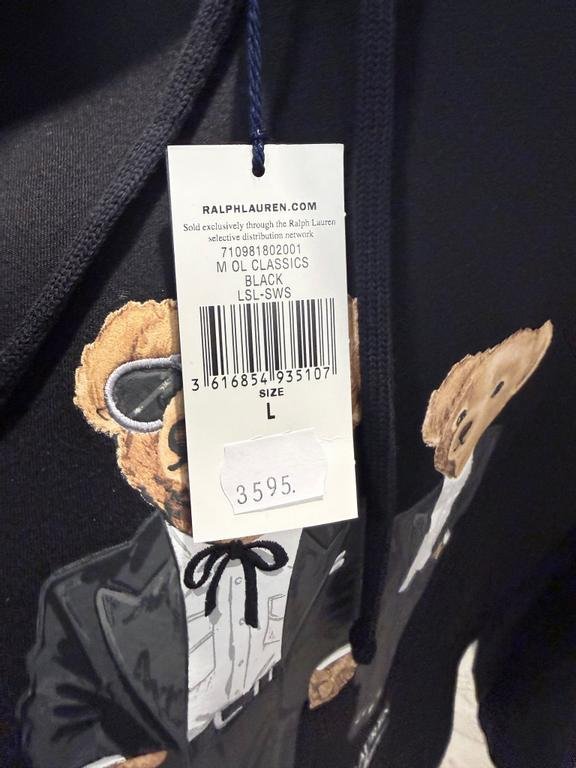 RALPHLAUREN.COM
Sold exclusively through the Ralph Lauren
selective distribution network
710981802001
M OL CLASSICS
BLACK
LSL-SWS
3 616854 935107
SIZE
L
3595.